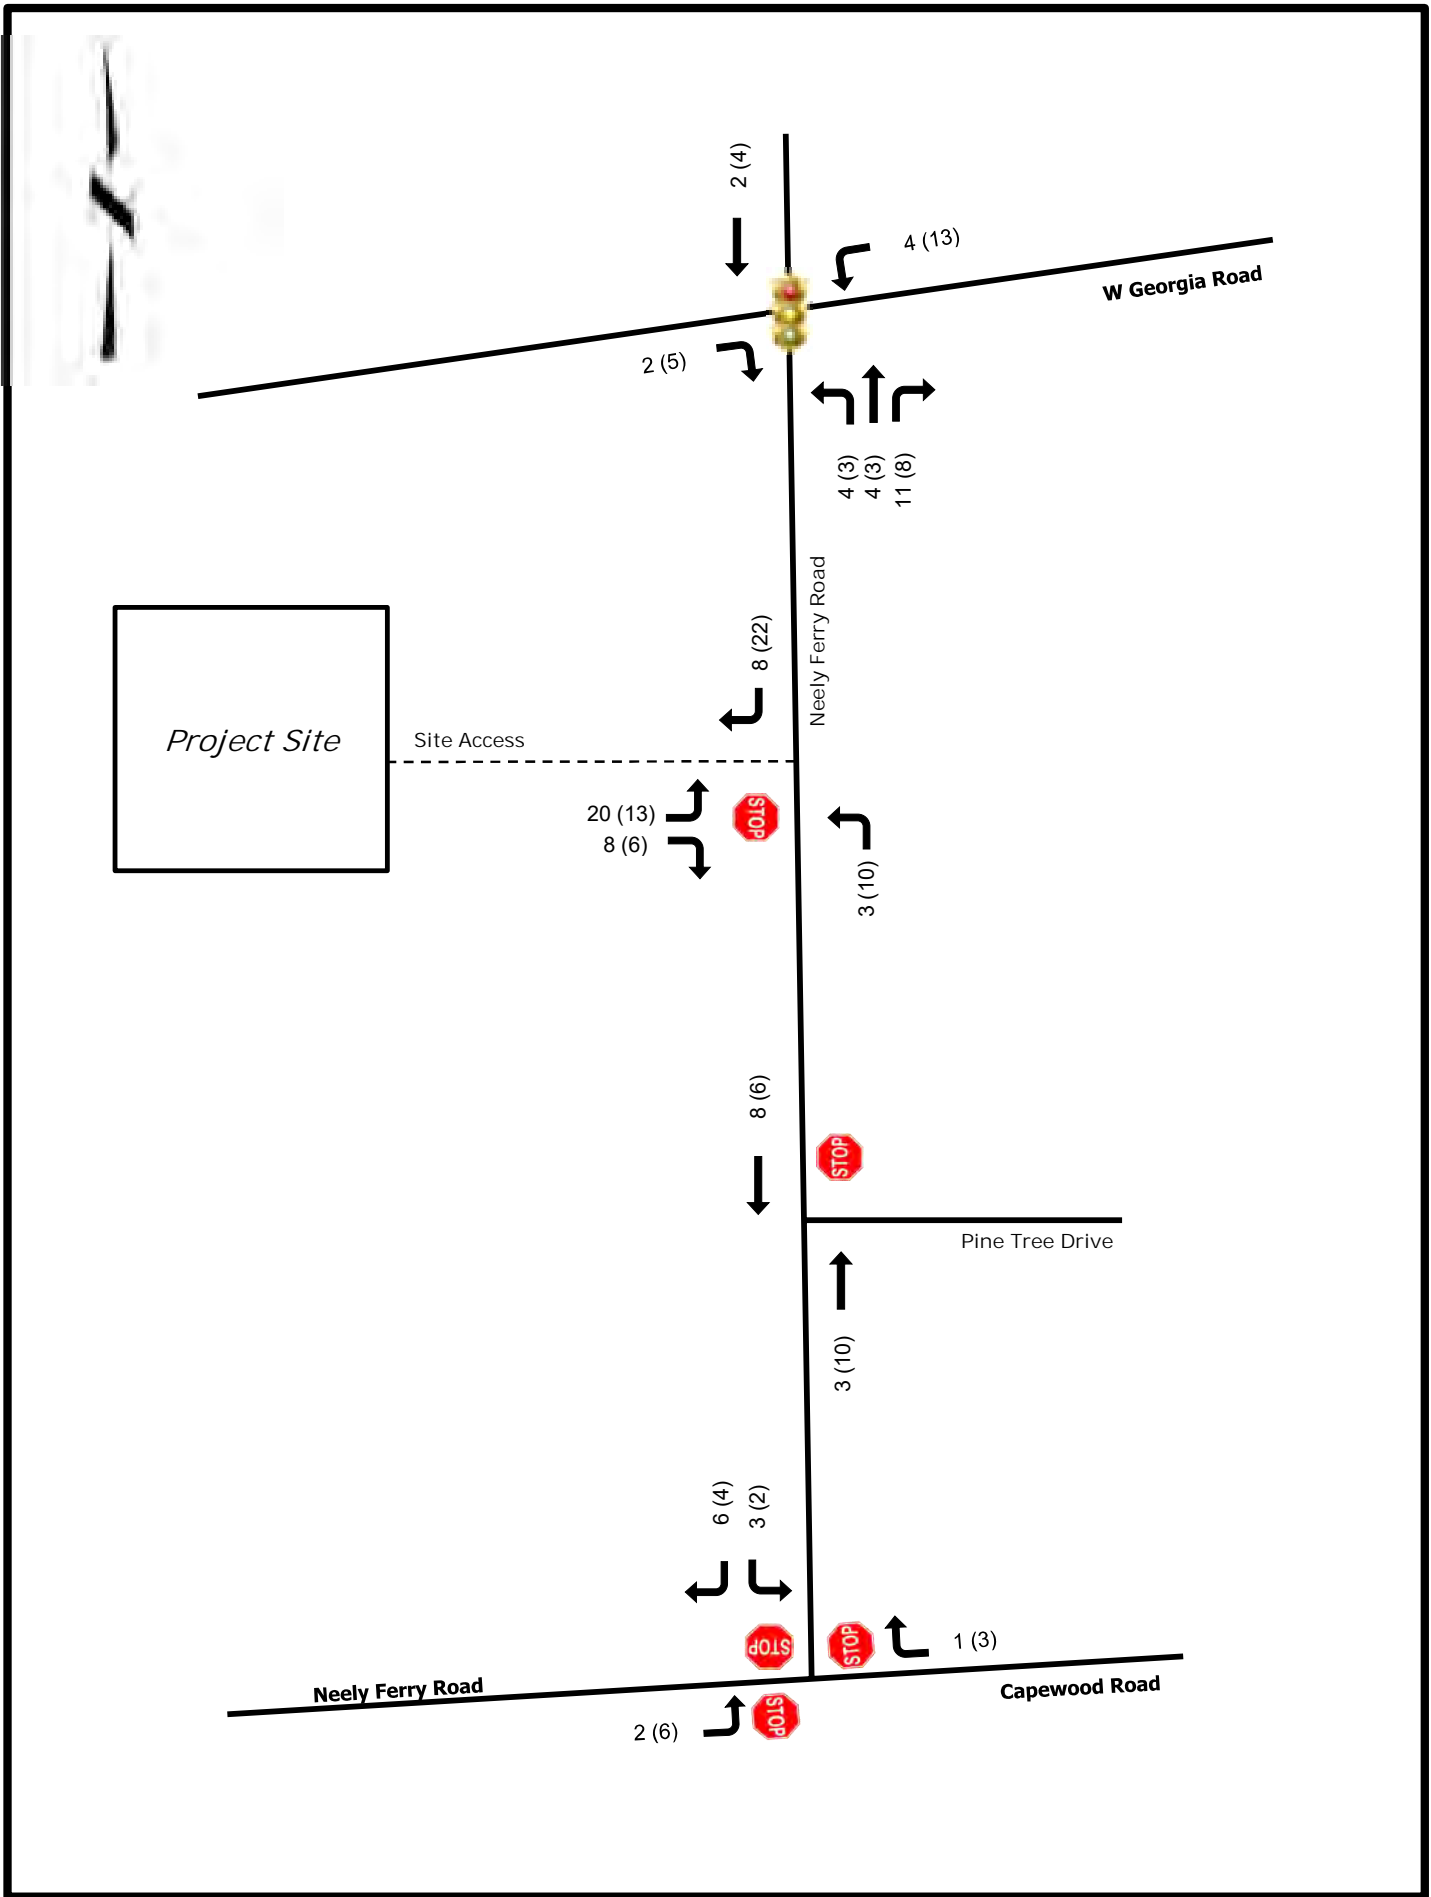 2 (4)
4 (13)
W Georgia Road
2 (5)
4 (3)
4 (3)
11 (8)
Neely Ferry Road
8 (22)
Project Site
Site Access
20 (13)
STOP
8 (6)
3 (10)
8 (6)
STOP
Pine Tree Drive
3 (10)
6 (4)
3 (2)
STOP
STOP
1 (3)
Neely Ferry Road
Capewood Road
STOP
2 (6)